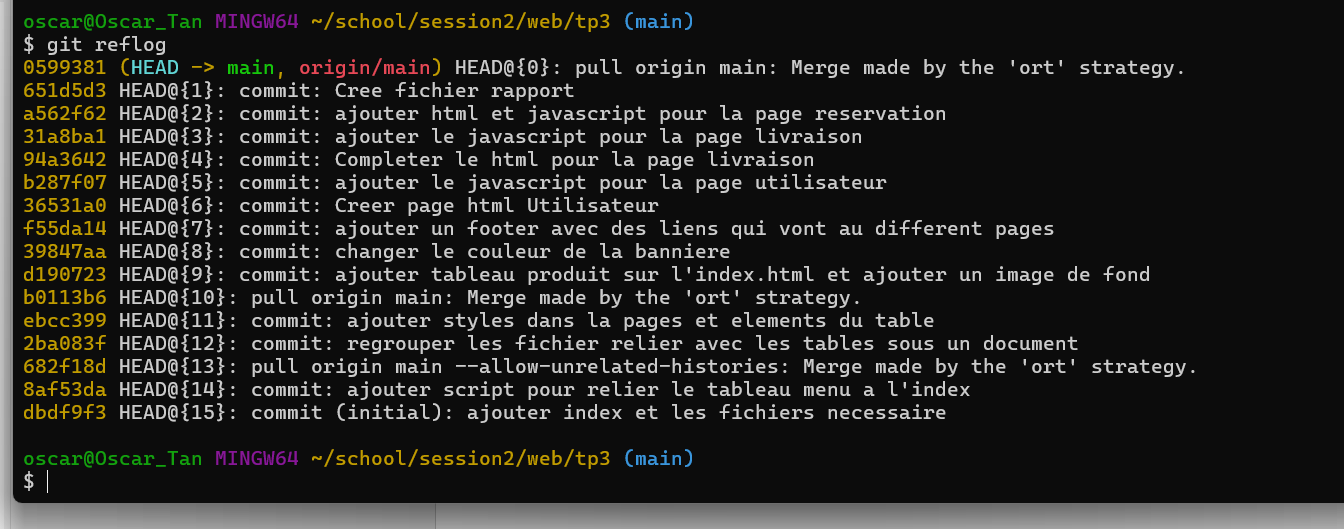 oscar@Oscar_Tan MINGW64 ~/school/session2/web/tp3 (main)
$ git reflog
0599381 (HEAD -> main, origin/main) HEAD@{0}: pull origin main: Merge made by the 'ort' strategy.
651d5d3 HEAD@{1}: commit: Cree fichier rapport
a562f62 HEAD@{2}: commit: ajouter html et javascript pour la page reservation
31a8ba1 HEAD@{3}: commit: ajouter le javascript pour la page livraison
94a3642 HEAD@{4}: commit: Completer le html pour la page livraison
b287f07 HEAD@{5}: commit: ajouter le javascript pour la page utilisateur
36531a0 HEAD@{6}: commit: Creer page html Utilisateur
f55da14 HEAD@{7}: commit: ajouter un footer avec des liens qui vont au different pages
39847aa HEAD@{8}: commit: changer le couleur de la banniere
d190723 HEAD@{9}: commit: ajouter tableau produit sur l'index.html et ajouter un image de fond
b0113b6 HEAD@{10}: pull origin main: Merge made by the 'ort' strategy.
ebcc399 HEAD@{11}: commit: ajouter styles dans la pages et elements du table
2ba083f HEAD@{12}: commit: regrouper les fichier relier avec les tables sous un document
682f18d HEAD@{13}: pull origin main --allow-unrelated-histories: Merge made by the 'ort' strategy.
8af53da HEAD@{14}: commit: ajouter script pour relier le tableau menu a l'index
dbdf9f3 HEAD@{15}: commit (initial): ajouter index et les fichiers necessaire
oscar@Oscar_Tan MINGW64 ~/school/session2/web/tp3 (main)
$